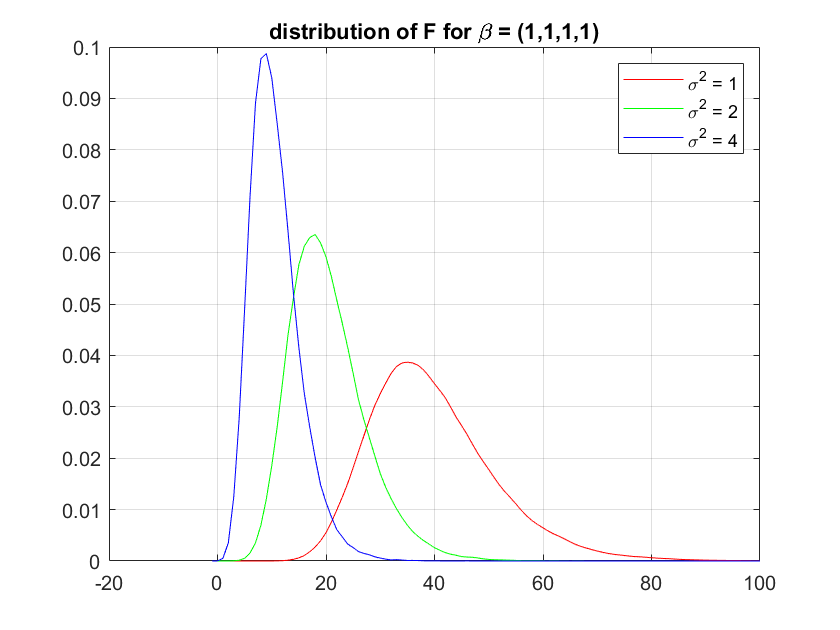 distribution of F for β = (1,1,1,1)
σ² = 1
σ² = 2
σ² = 4
0.1
0.09
0.08
0.07
0.06
0.05
0.04
0.03
0.02
0.01
0
-20 0 20 40 60 80 100